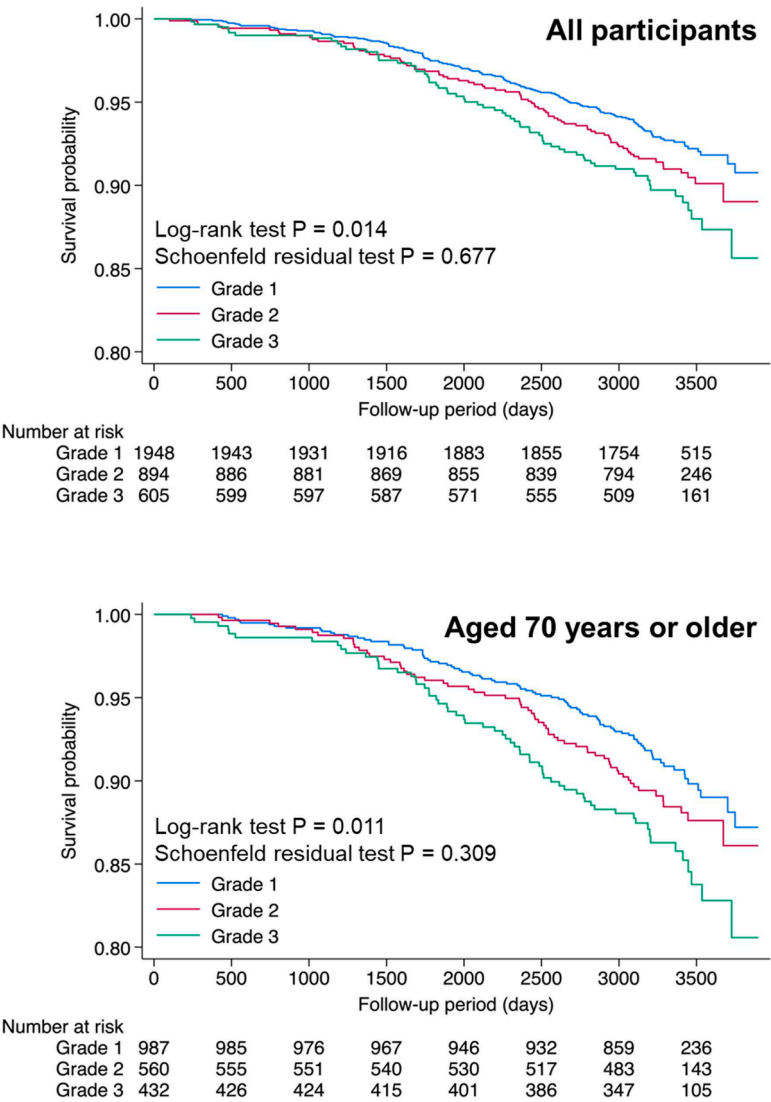 All participants
1.00
0.95
0.90
0.85
0.80
Survival probability
Log-rank test P = 0.014
Schoenfeld residual test P = 0.677
Grade 1
Grade 2
Grade 3
0 500 1000 1500 2000 2500 3000 3500
Follow-up period (days)
Number at risk
Grade 1 1948 1943 1931 1916 1883 1855 1754 515
Grade 2 894 886 881 869 855 839 794 246
Grade 3 605 599 597 587 571 555 509 161
Aged 70 years or older
1.00
0.95
0.90
0.85
0.80
Survival probability
Log-rank test P = 0.011
Schoenfeld residual test P = 0.309
Grade 1
Grade 2
Grade 3
0 500 1000 1500 2000 2500 3000 3500
Follow-up period (days)
Number at risk
Grade 1 987 985 976 967 946 932 859 236
Grade 2 560 555 551 540 530 517 483 143
Grade 3 432 426 424 415 401 386 347 105